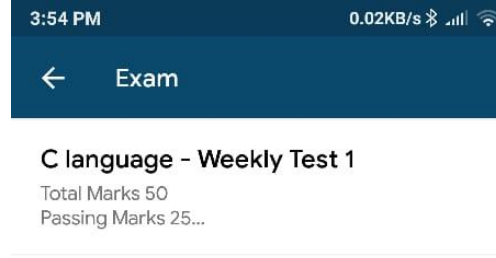 3:54 PM 0.02KB/s
Exam
C language - Weekly Test 1
Total Marks 50
Passing Marks 25...